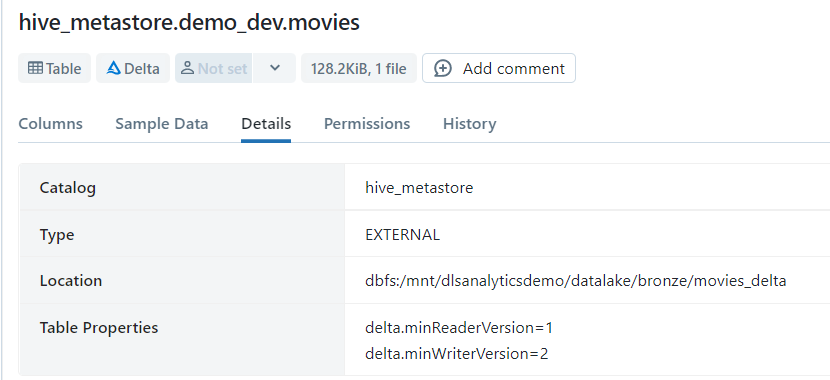 hive_metastore.demo_dev.movies
Table Delta Not set 128.2KiB, 1 file Add comment
Columns Sample Data Details Permissions History
Catalog hive_metastore
Type EXTERNAL
Location dbfs:/mnt/dlsanalyticsdemo/datalake/bronze/movies_delta
Table Properties delta.minReaderVersion=1
delta.minWriterVersion=2